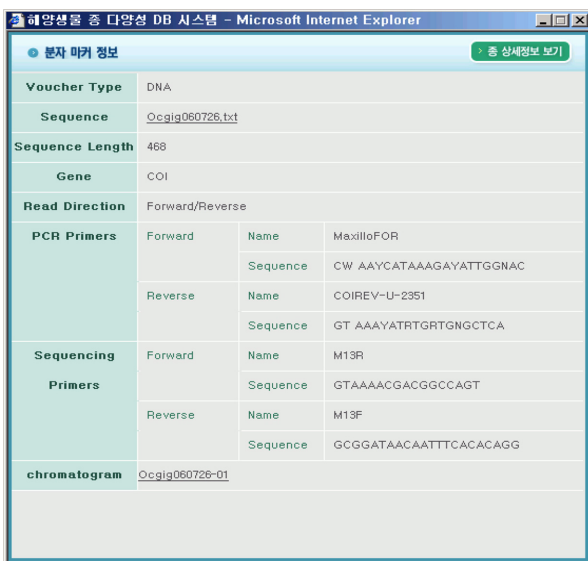 해양생물 종 다양성 DB 시스템 - Microsoft Internet Explorer
분자 마커 정보
> 종 상세정보 보기
Voucher Type DNA
Sequence Ocgig060726.txt
Sequence Length 468
Gene COI
Read Direction Forward/Reverse
PCR Primers Forward Name MaxilloFOR
Sequence CW AAYCATAAAGAYATTGGNAC
Reverse Name COIREV-U-2351
Sequence GT AAAYATRTGRTGNGCTCA
Sequencing Forward Name M13R
Primers Sequence GTAAAACGACGGCCAGT
Reverse Name M13F
Sequence GCGGATAACAATTTCACACAGG
chromatogram Ocgig060726-01